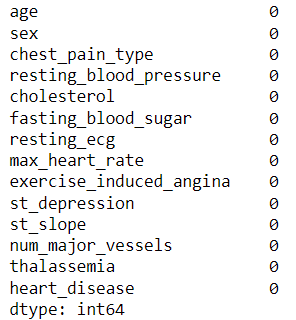 age 0
sex 0
chest_pain_type 0
resting_blood_pressure 0
cholesterol 0
fasting_blood_sugar 0
resting_ecg 0
max_heart_rate 0
exercise_induced_angina 0
st_depression 0
st_slope 0
num_major_vessels 0
thalassemia 0
heart_disease 0
dtype: int64